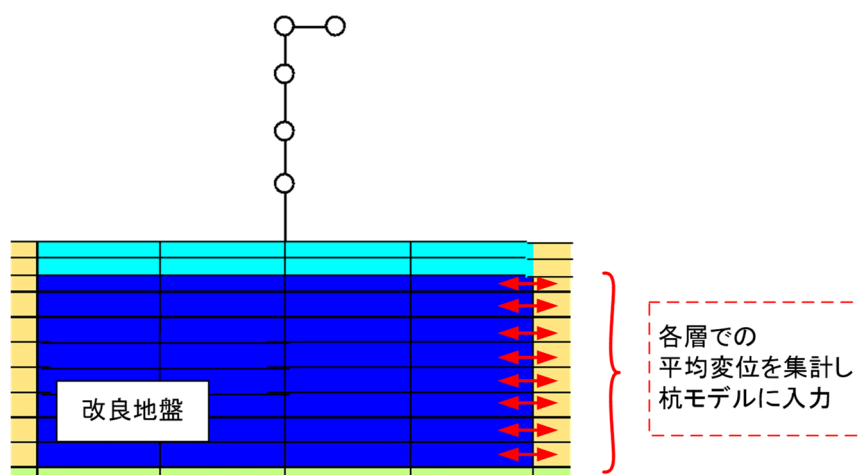 各層での
平均変位を集計し
杭モデルに入力
改良地盤